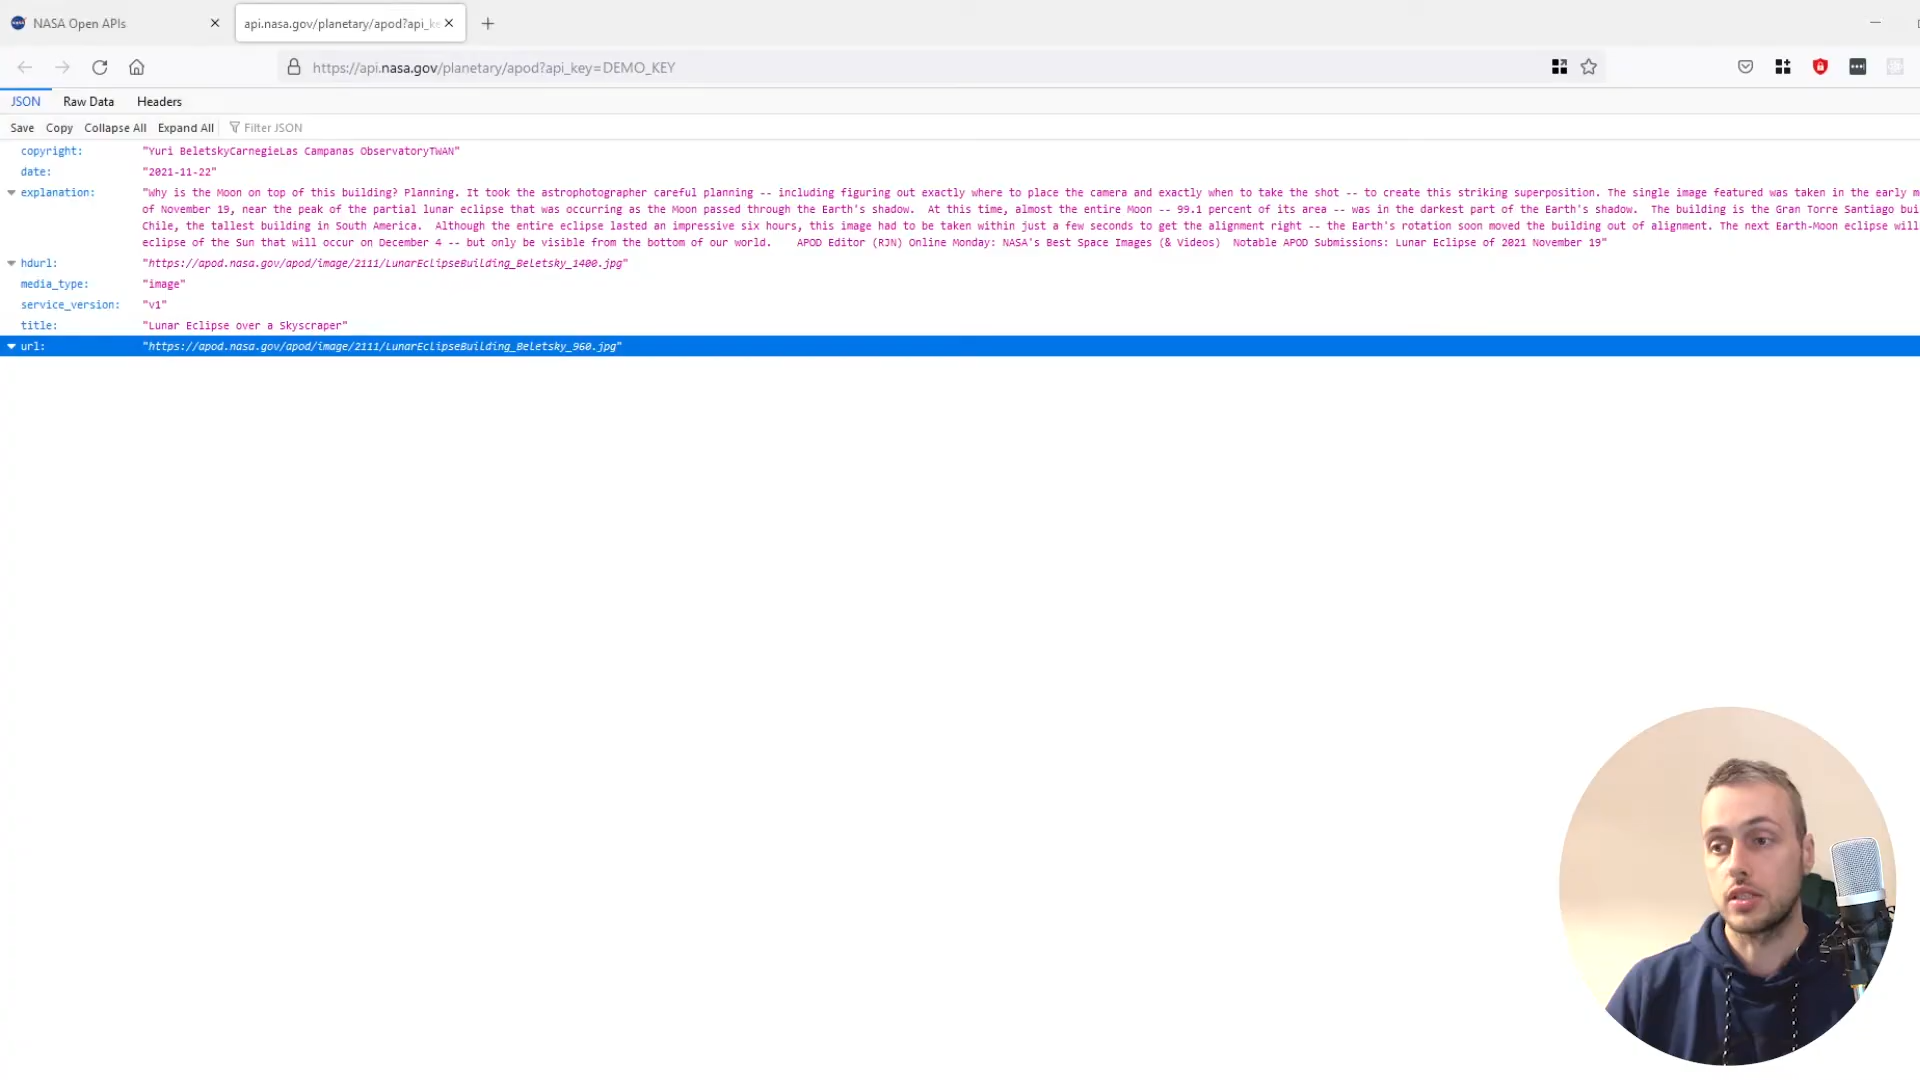 NASA Open APIs
api.nasa.gov/planetary/apod?api_k
https://api.nasa.gov/planetary/apod?api_key=DEMO_KEY
JSON Raw Data Headers
Save Copy Collapse All Expand All Filter JSON
copyright: "Yuri BeletskyCarnegieLas Campanas ObservatoryTWAN"
date: "2021-11-22"
explanation: "Why is the Moon on top of this building? Planning. It took the astrophotographer careful planning -- including figuring out exactly where to place the camera and exactly when to take the shot -- to create this striking superposition. The single image featured was taken in the early m
of November 19, near the peak of the partial lunar eclipse that was occurring as the Moon passed through the Earth's shadow.  At this time, almost the entire Moon -- 99.1 percent of its area -- was in the darkest part of the Earth's shadow.  The building is the Gran Torre Santiago bui
Chile, the tallest building in South America.  Although the entire eclipse lasted an impressive six hours, this image had to be taken within just a few seconds to get the alignment right -- the Earth's rotation soon moved the building out of alignment. The next Earth-Moon eclipse will
eclipse of the Sun that will occur on December 4 -- but only be visible from the bottom of our world.    APOD Editor (RJN) Online Monday: NASA's Best Space Images (& Videos)  Notable APOD Submissions: Lunar Eclipse of 2021 November 19"
hdurl: "https://apod.nasa.gov/apod/image/2111/LunarEclipseBuilding_Beletsky_1400.jpg"
media_type: "image"
service_version: "v1"
title: "Lunar Eclipse over a Skyscraper"
url: "https://apod.nasa.gov/apod/image/2111/LunarEclipseBuilding_Beletsky_960.jpg"